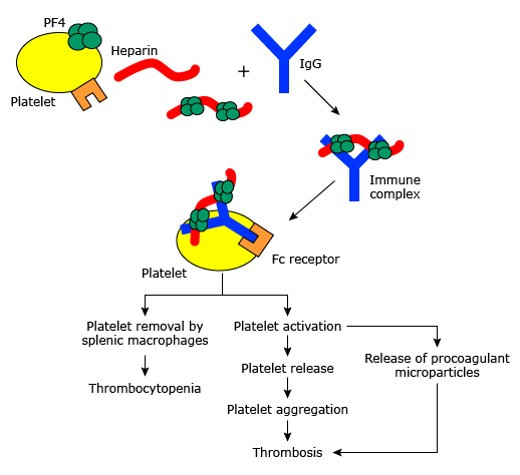 PF4
Heparin
Platelet
+
IgG
Immune
complex
Fc receptor
Platelet
Platelet removal by
splenic macrophages
Thrombocytopenia
Platelet activation
Platelet release
Platelet aggregation
Thrombosis
Release of procoagulant
microparticles